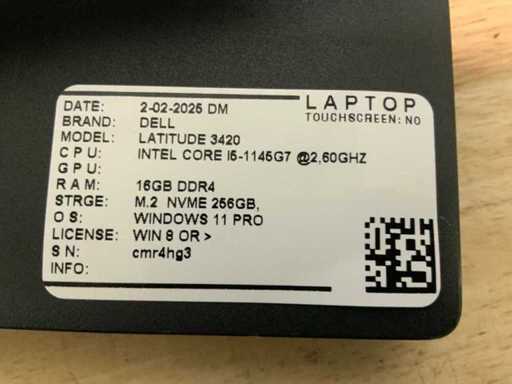 LAPTOP
TOUCHSCREEN: NO
DATE: 2-02-2025 DM
BRAND: DELL
MODEL: LATITUDE 3420
CPU: INTEL CORE I5-1145G7 @2,60GHZ
GPU:
RAM: 16GB DDR4
STRGE: M.2 NVME 256GB,
OS: WINDOWS 11 PRO
LICENSE: WIN 8 OR >
SN: cmr4hg3
INFO: